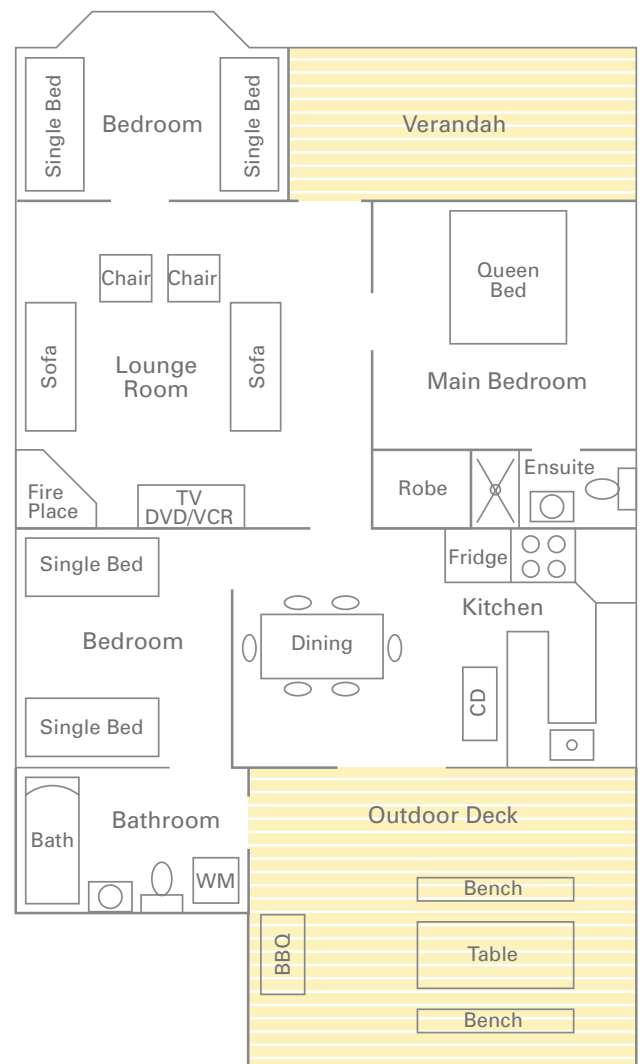 Single Bed
Bedroom
Single Bed
Verandah
Chair
Chair
Queen
Bed
Sofa
Lounge
Room
Sofa
Main Bedroom
Fire
Place
TV
DVD/VCR
Robe
Ensuite
Single Bed
Fridge
Kitchen
Bedroom
Dining
Single Bed
CD
Bath
Bathroom
WM
Outdoor Deck
Bench
BBQ
Table
Bench